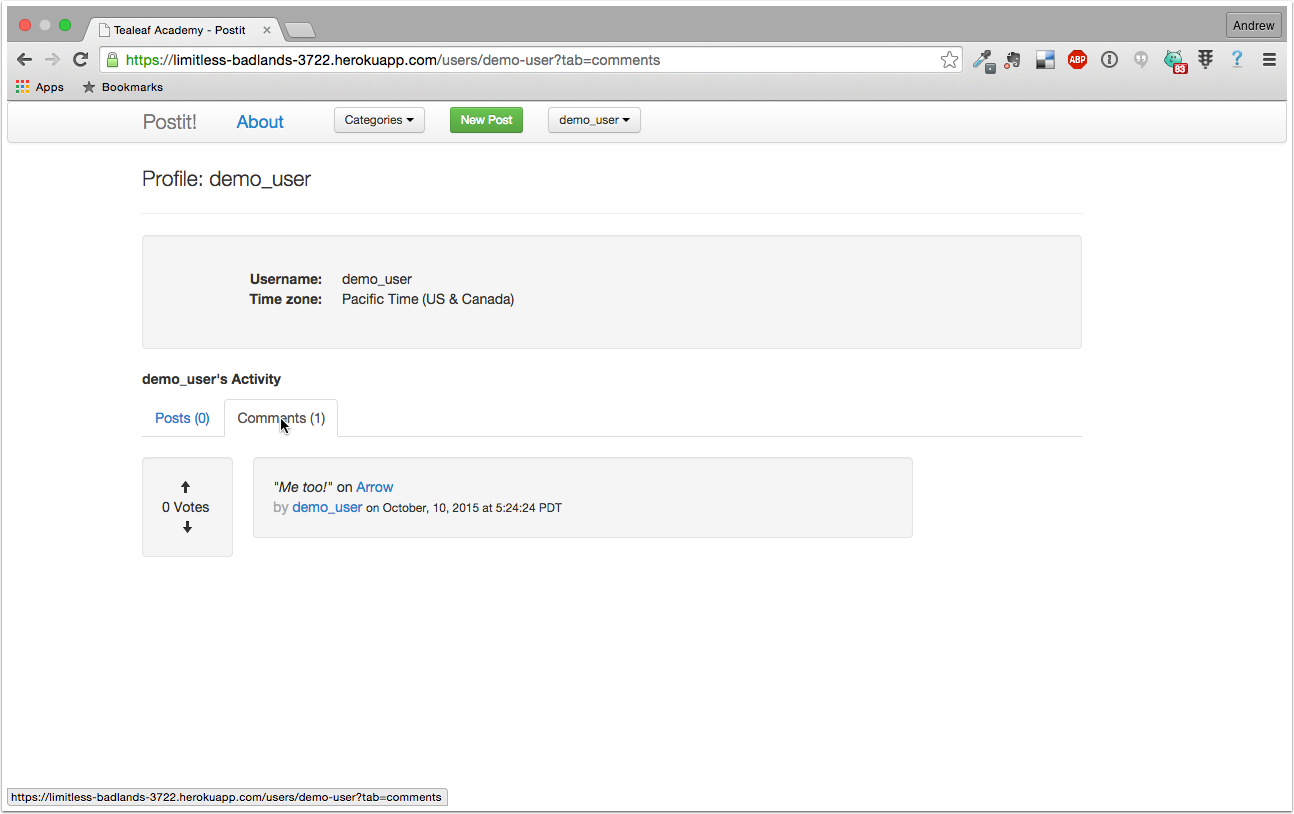 Tealeaf Academy - Postit
Andrew
https://limitless-badlands-3722.herokuapp.com/users/demo-user?tab=comments
ABP
83
Apps
Bookmarks
Postit!
About
Categories
New Post
demo_user
Profile: demo_user
Username: demo_user
Time zone: Pacific Time (US & Canada)
demo_user's Activity
Posts (0)
Comments (1)
0 Votes
"Me too!" on Arrow
by demo_user on October, 10, 2015 at 5:24:24 PDT
https://limitless-badlands-3722.herokuapp.com/users/demo-user?tab=comments